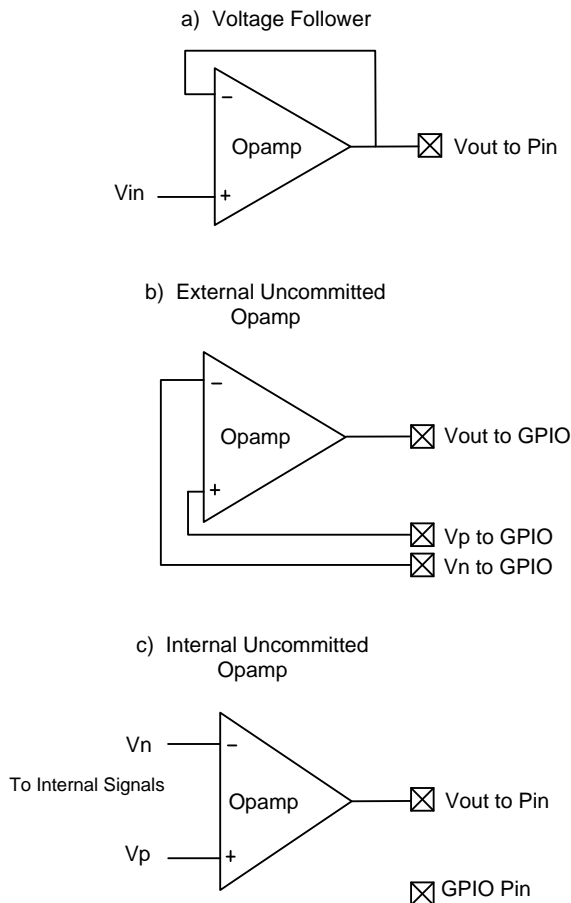 a) Voltage Follower
−
Opamp
Vout to Pin
Vin
+
b) External Uncommitted
Opamp
−
Opamp
Vout to GPIO
+
Vp to GPIO
Vn to GPIO
c) Internal Uncommitted
Opamp
Vn
−
To Internal Signals
Opamp
Vout to Pin
Vp
+
GPIO Pin